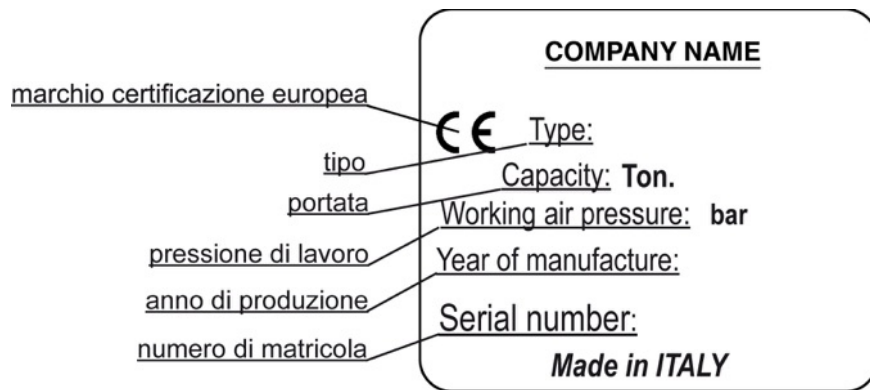 COMPANY NAME
marchio certificazione europea
CE Type:
tipo
Capacity: Ton.
portata
Working air pressure: bar
pressione di lavoro
Year of manufacture:
anno di produzione
Serial number:
numero di matricola
Made in ITALY